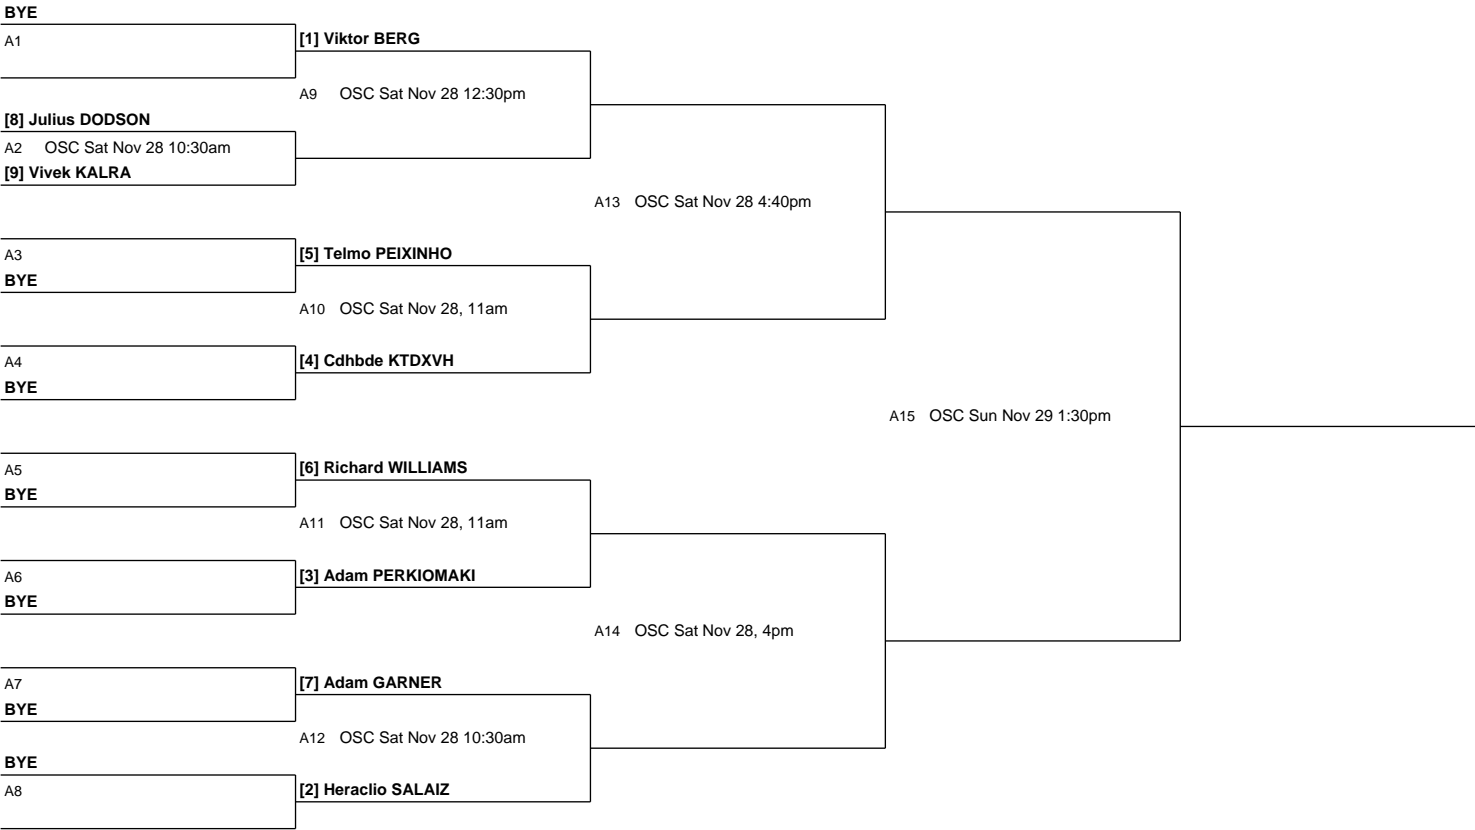 BYE
A1
[1] Viktor BERG
A9 OSC Sat Nov 28 12:30pm
[8] Julius DODSON
A2 OSC Sat Nov 28 10:30am
[9] Vivek KALRA
A13 OSC Sat Nov 28 4:40pm
A3
[5] Telmo PEIXINHO
BYE
A10 OSC Sat Nov 28, 11am
A4
[4] Cdhbde KTDXVH
BYE
A15 OSC Sun Nov 29 1:30pm
A5
[6] Richard WILLIAMS
BYE
A11 OSC Sat Nov 28, 11am
A6
[3] Adam PERKIOMAKI
BYE
A14 OSC Sat Nov 28, 4pm
A7
[7] Adam GARNER
BYE
A12 OSC Sat Nov 28 10:30am
BYE
A8
[2] Heraclio SALAIZ